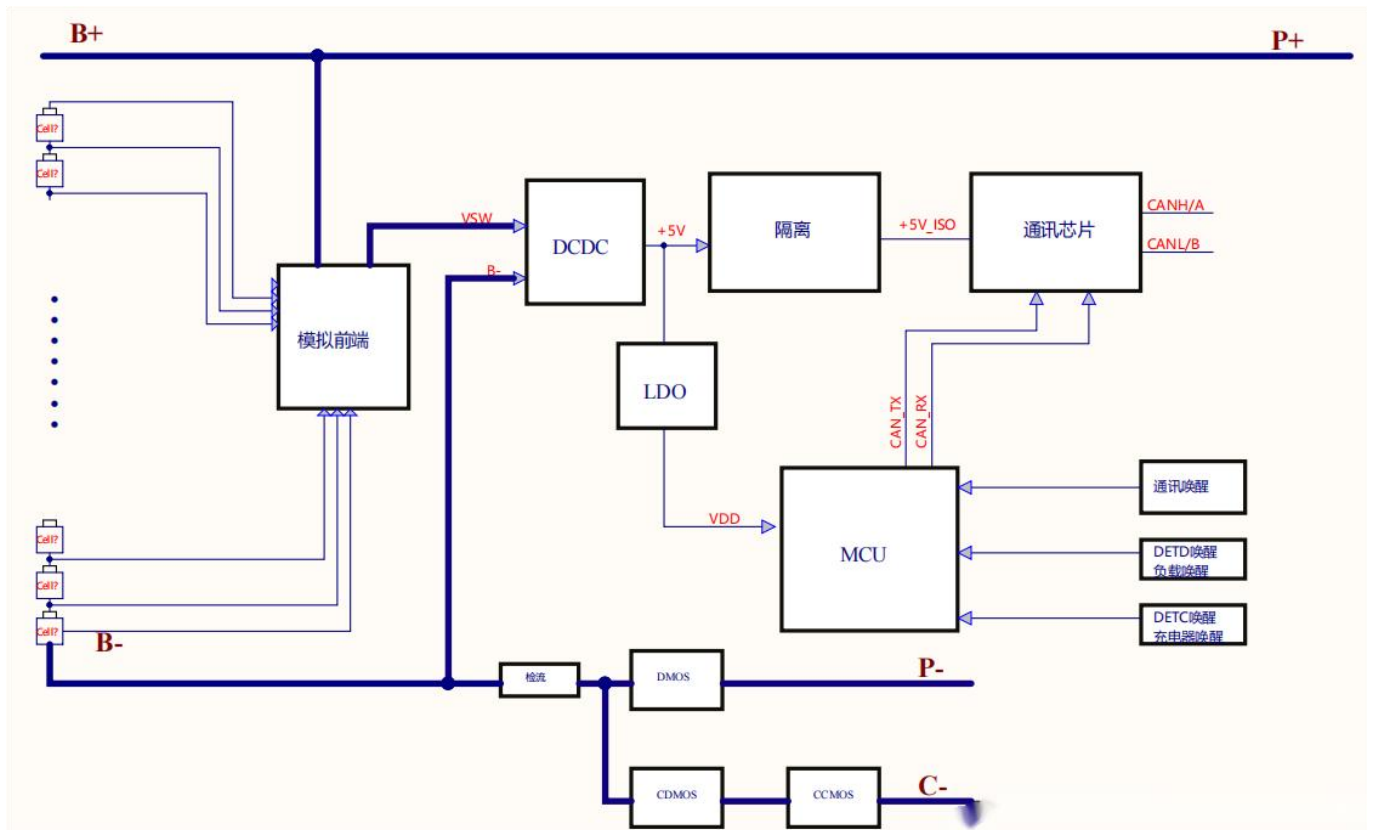 B+
P+
Cell?
Cell?
VSW
B-
DCDC
+5V
隔离
+5V_ISO
通讯芯片
CANH/A
CANL/B
模拟前端
LDO
CAN_TX
CAN_RX
VDD
MCU
通讯唤醒
DETD唤醒
负载唤醒
DETC唤醒
充电器唤醒
Cell?
Cell?
Cell?
B-
检流
DMOS
P-
CDMOS
CCMOS
C-